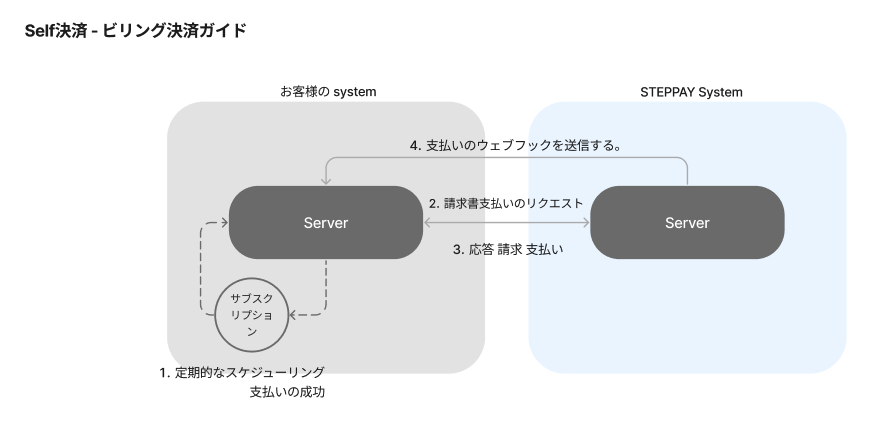 Self決済 - ビリング決済ガイド
お客様の system
STEPPAY System
4. 支払いのウェブフックを送信する。
2. 請求書支払いのリクエスト
Server
Server
3. 応答 請求 支払い
サブスク
リプショ
ン
1. 定期的なスケジューリング
支払いの成功